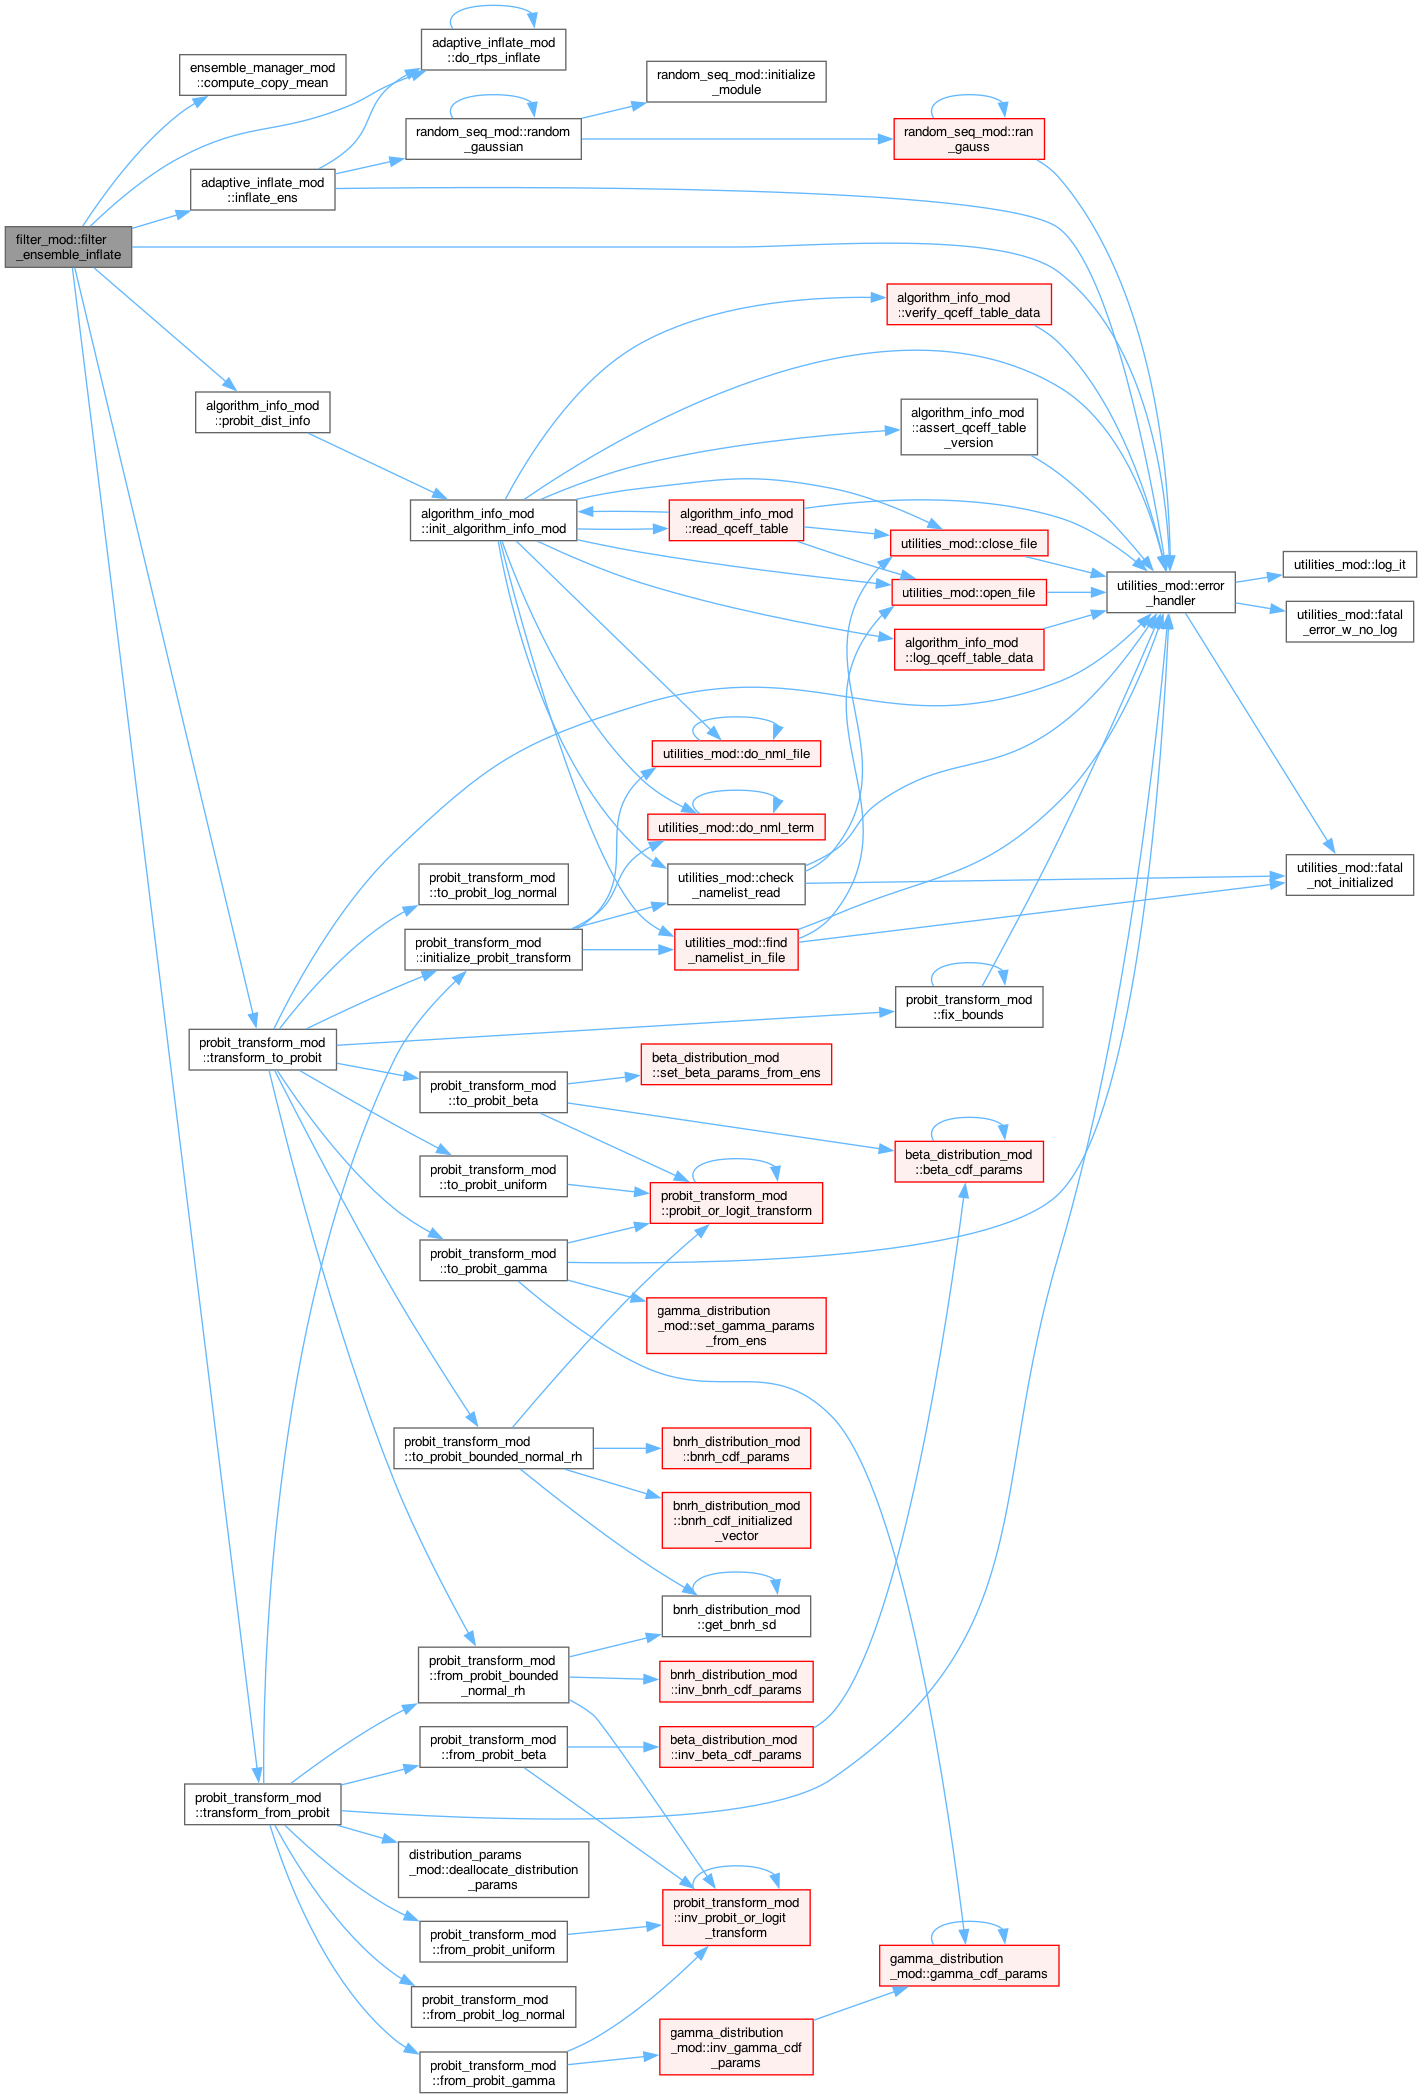 adaptive_inflate_mod
::do_rtps_inflate
ensemble_manager_mod
::compute_copy_mean
random_seq_mod::initialize
_module
random_seq_mod::random
_gaussian
random_seq_mod::ran
_gauss
adaptive_inflate_mod
::inflate_ens
filter_mod::filter
_ensemble_inflate
algorithm_info_mod
::verify_qceff_table_data
algorithm_info_mod
::probit_dist_info
algorithm_info_mod
::assert_qceff_table
_version
algorithm_info_mod
::init_algorithm_info_mod
algorithm_info_mod
::read_qceff_table
utilities_mod::close_file
utilities_mod::open_file
utilities_mod::error
_handler
utilities_mod::log_it
utilities_mod::fatal
_error_w_no_log
algorithm_info_mod
::log_qceff_table_data
utilities_mod::do_nml_file
utilities_mod::do_nml_term
probit_transform_mod
::to_probit_log_normal
utilities_mod::check
_namelist_read
utilities_mod::fatal
_not_initialized
probit_transform_mod
::initialize_probit_transform
utilities_mod::find
_namelist_in_file
probit_transform_mod
::fix_bounds
probit_transform_mod
::transform_to_probit
beta_distribution_mod
::set_beta_params_from_ens
probit_transform_mod
::to_probit_beta
beta_distribution_mod
::beta_cdf_params
probit_transform_mod
::to_probit_uniform
probit_transform_mod
::probit_or_logit_transform
probit_transform_mod
::to_probit_gamma
gamma_distribution
_mod::set_gamma_params
_from_ens
probit_transform_mod
::to_probit_bounded_normal_rh
bnrh_distribution_mod
::bnrh_cdf_params
bnrh_distribution_mod
::bnrh_cdf_initialized
_vector
bnrh_distribution_mod
::get_bnrh_sd
probit_transform_mod
::from_probit_bounded
_normal_rh
bnrh_distribution_mod
::inv_bnrh_cdf_params
probit_transform_mod
::from_probit_beta
beta_distribution_mod
::inv_beta_cdf_params
probit_transform_mod
::transform_from_probit
distribution_params
_mod::deallocate_distribution
_params
probit_transform_mod
::inv_probit_or_logit
_transform
probit_transform_mod
::from_probit_uniform
gamma_distribution
_mod::gamma_cdf_params
probit_transform_mod
::from_probit_log_normal
gamma_distribution
_mod::inv_gamma_cdf
_params
probit_transform_mod
::from_probit_gamma